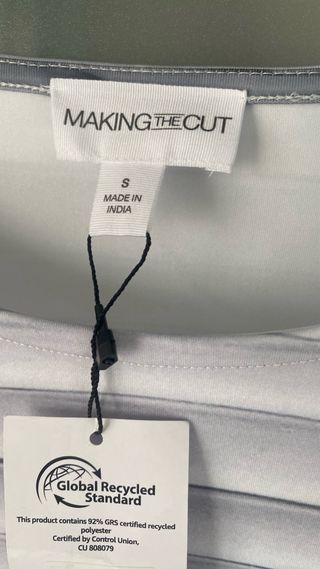 MAKING THE CUT
S
MADE IN
INDIA
Global Recycled
Standard
This product contains 92% GRS certified recycled
polyester
Certified by Control Union,
CU 808079